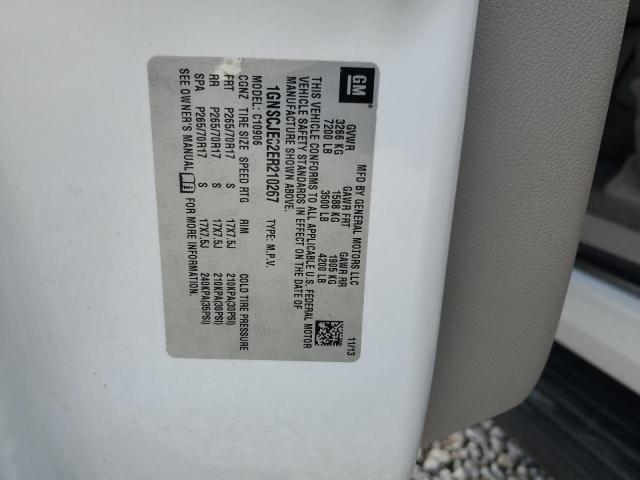 GM
MFD BY GENERAL MOTORS LLC 11/13
GVWR GAWR FRT GAWR RR
3266 KG 1588 KG 1905 KG
7200 LB 3500 LB 4200 LB
THIS VEHICLE CONFORMS TO ALL APPLICABLE U.S. FEDERAL MOTOR
VEHICLE SAFETY STANDARDS IN EFFECT ON THE DATE OF
MANUFACTURE SHOWN ABOVE.
1GNSCJE02ER210267 TYPE: M.P.V.
MODEL: C10906
CGNZ TIRE SIZE SPEED RTG RIM COLD TIRE PRESSURE
FRT P265/70R17 S 17X7.5J 210KPA(30PSI)
RR P265/70R17 S 17X7.5J 210KPA(30PSI)
SPA P265/70R17 S 17X7.5J 240KPA(35PSI)
SEE OWNER'S MANUAL FOR MORE INFORMATION.